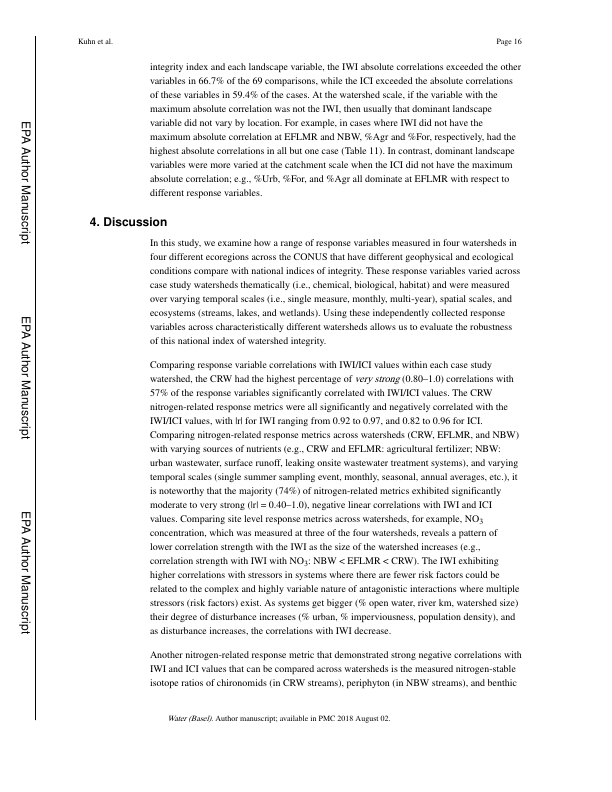 Kuhn et al.
Page 16
integrity index and each landscape variable, the IWI absolute correlations exceeded the other
variables in 66.7% of the 69 comparisons, while the ICI exceeded the absolute correlations
of these variables in 59.4% of the cases. At the watershed scale, if the variable with the
maximum absolute correlation was not the IWI, then usually that dominant landscape
variable did not vary by location. For example, in cases where IWI did not have the
maximum absolute correlation at EFLMR and NBW, %Agr and %For, respectively, had the
highest absolute correlations in all but one case (Table 11). In contrast, dominant landscape
variables were more varied at the catchment scale when the ICI did not have the maximum
absolute correlation; e.g., %Urb, %For, and %Agr all dominate at EFLMR with respect to
different response variables.
4. Discussion
In this study, we examine how a range of response variables measured in four watersheds in
four different ecoregions across the CONUS that have different geophysical and ecological
conditions compare with national indices of integrity. These response variables varied across
case study watersheds thematically (i.e., chemical, biological, habitat) and were measured
over varying temporal scales (i.e., single measure, monthly, multi-year), spatial scales, and
ecosystems (streams, lakes, and wetlands). Using these independently collected response
variables across characteristically different watersheds allows us to evaluate the robustness
of this national index of watershed integrity.
Comparing response variable correlations with IWI/ICI values within each case study
watershed, the CRW had the highest percentage of very strong (0.80–1.0) correlations with
57% of the response variables significantly correlated with IWI/ICI values. The CRW
nitrogen-related response metrics were all significantly and negatively correlated with the
IWI/ICI values, with |r| for IWI ranging from 0.92 to 0.97, and 0.82 to 0.96 for ICI.
Comparing nitrogen-related response metrics across watersheds (CRW, EFLMR, and NBW)
with varying sources of nutrients (e.g., CRW and EFLMR: agricultural fertilizer; NBW:
urban wastewater, surface runoff, leaking onsite wastewater treatment systems), and varying
temporal scales (single summer sampling event, monthly, seasonal, annual averages, etc.), it
is noteworthy that the majority (74%) of nitrogen-related metrics exhibited significantly
moderate to very strong (|r| = 0.40–1.0), negative linear correlations with IWI and ICI
values. Comparing site level response metrics across watersheds, for example, NO3
concentration, which was measured at three of the four watersheds, reveals a pattern of
lower correlation strength with the IWI as the size of the watershed increases (e.g.,
correlation strength with IWI with NO3: NBW < EFLMR < CRW). The IWI exhibiting
higher correlations with stressors in systems where there are fewer risk factors could be
related to the complex and highly variable nature of antagonistic interactions where multiple
stressors (risk factors) exist. As systems get bigger (% open water, river km, watershed size)
their degree of disturbance increases (% urban, % imperviousness, population density), and
as disturbance increases, the correlations with IWI decrease.
Another nitrogen-related response metric that demonstrated strong negative correlations with
IWI and ICI values that can be compared across watersheds is the measured nitrogen-stable
isotope ratios of chironomids (in CRW streams), periphyton (in NBW streams), and benthic
Water (Basel). Author manuscript; available in PMC 2018 August 02.
EPA Author Manuscript
EPA Author Manuscript
EPA Author Manuscript